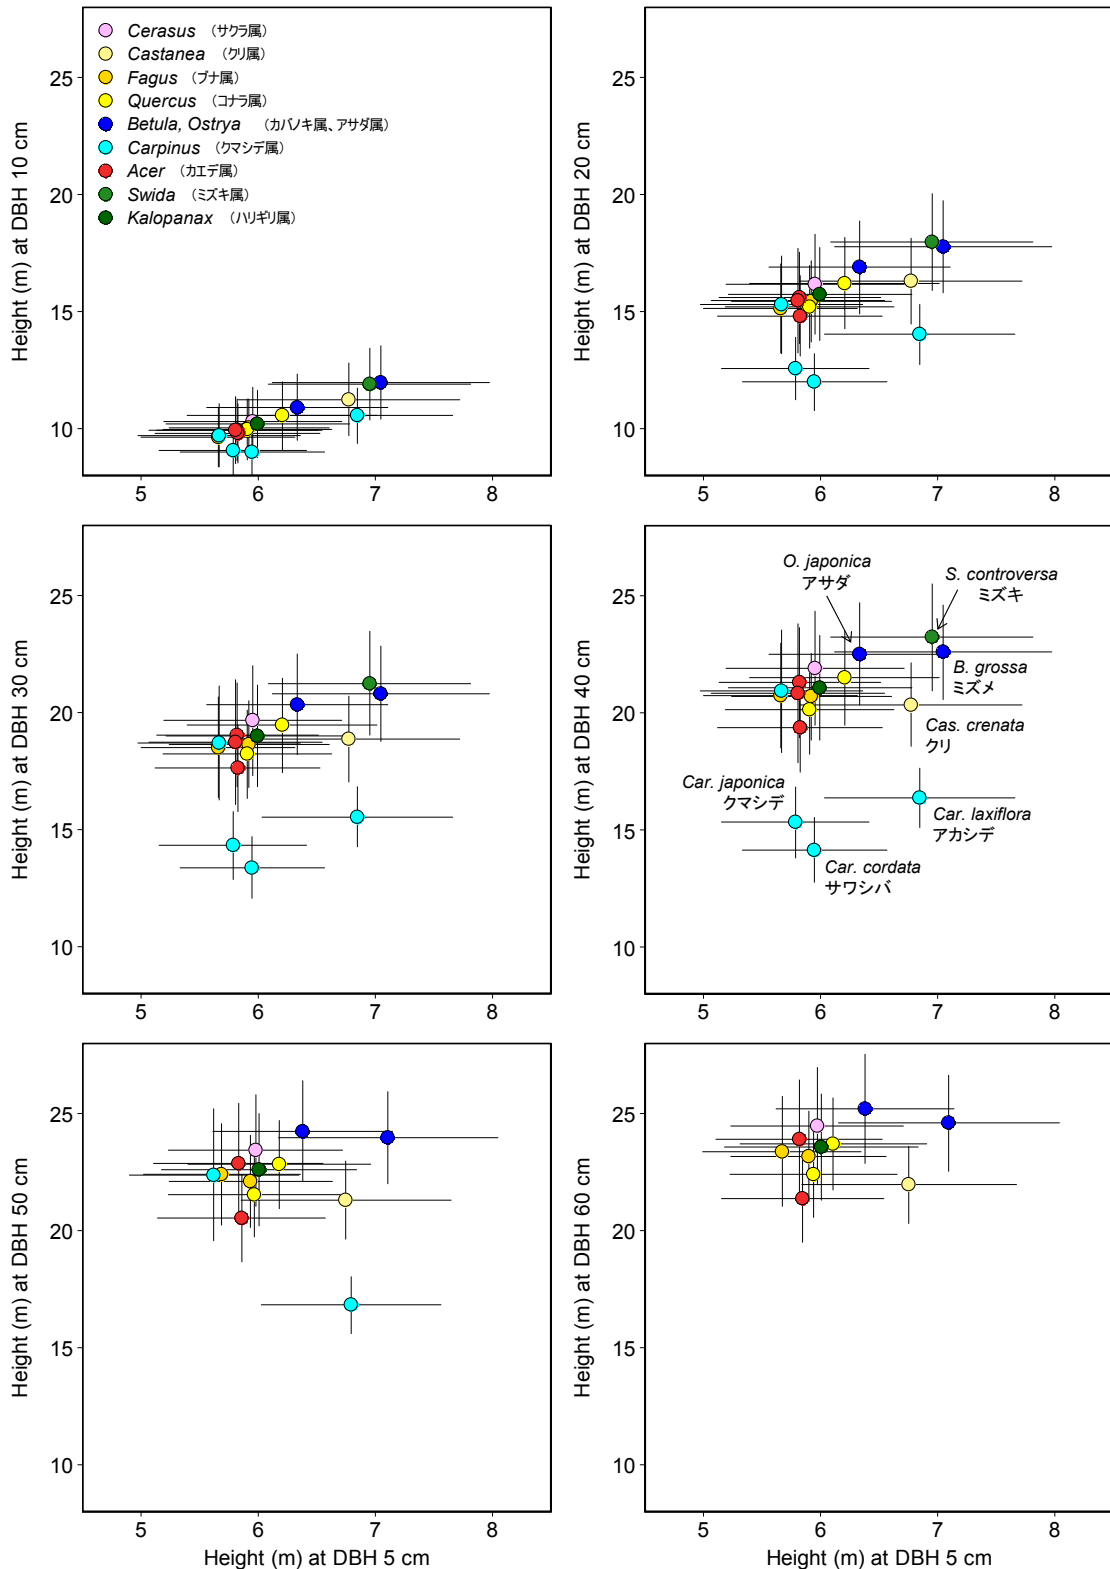 Height (m) at DBH 10 cm
25
20
15
10
5 6 7 8
Cerasus （サクラ属）
Castanea （クリ属）
Fagus （ブナ属）
Quercus （コナラ属）
Betula, Ostrya （カバノキ属、アサダ属）
Carpinus （クマシデ属）
Acer （カエデ属）
Swida （ミズキ属）
Kalopanax （ハリギリ属）
Height (m) at DBH 20 cm
25
20
15
10
5 6 7 8
Height (m) at DBH 30 cm
25
20
15
10
5 6 7 8
Height (m) at DBH 40 cm
25
20
15
10
5 6 7 8
O. japonica
アサダ
S. controversa
ミズキ
B. grossa
ミズメ
Cas. crenata
クリ
Car. japonica
クマシデ
Car. laxiflora
アカシデ
Car. cordata
サワシバ
Height (m) at DBH 50 cm
25
20
15
10
5 6 7 8
Height (m) at DBH 5 cm
Height (m) at DBH 60 cm
25
20
15
10
5 6 7 8
Height (m) at DBH 5 cm